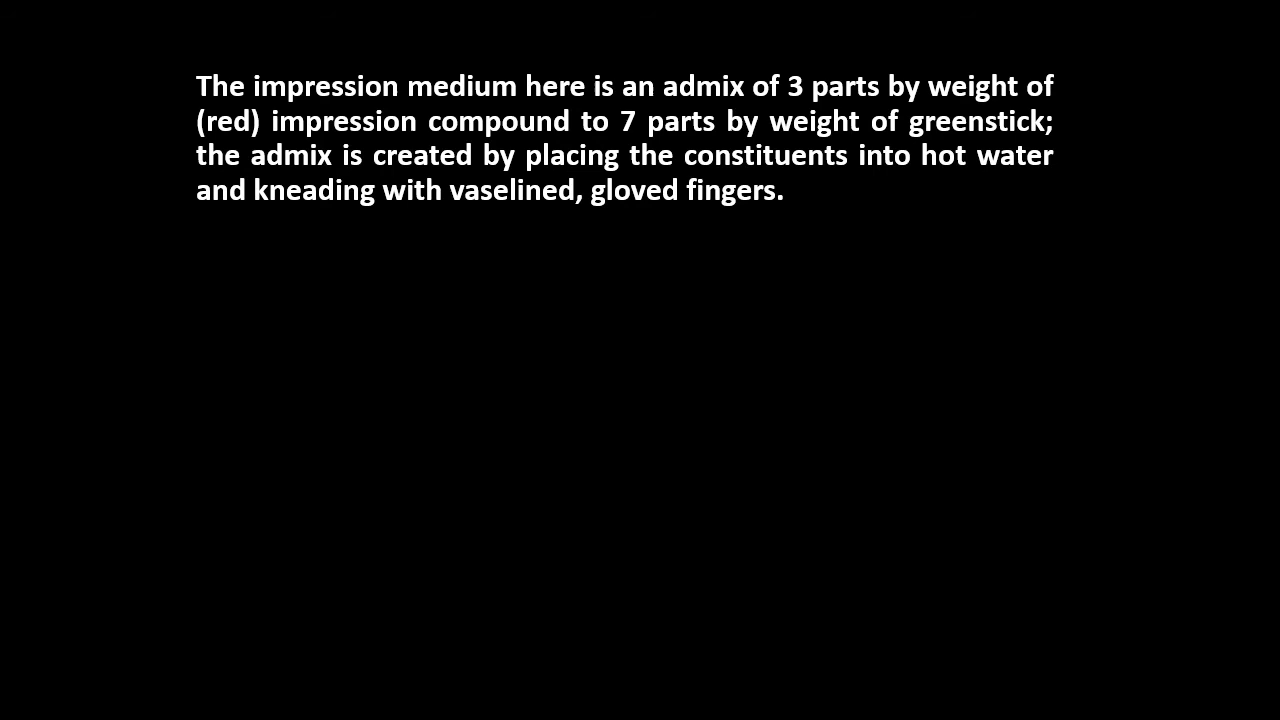 The impression medium here is an admix of 3 parts by weight of
(red) impression compound to 7 parts by weight of greenstick;
the admix is created by placing the constituents into hot water
and kneading with vaselined, gloved fingers.